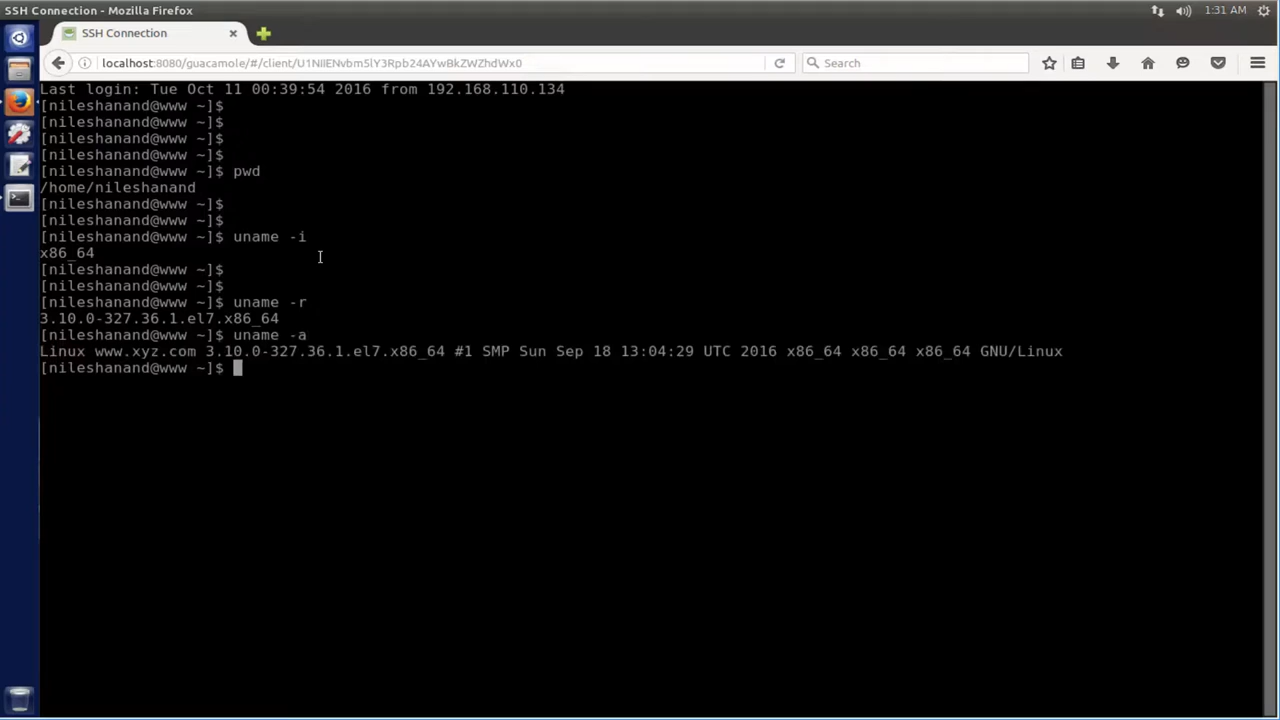 SSH Connection - Mozilla Firefox
1:31 AM
SSH Connection
localhost:8080/guacamole/#/client/U1NIIENvbm5lY3Rpb24AYwBkZWZhdWx0
Search
Last login: Tue Oct 11 00:39:54 2016 from 192.168.110.134
[nileshanand@www ~]$
[nileshanand@www ~]$
[nileshanand@www ~]$
[nileshanand@www ~]$
[nileshanand@www ~]$ pwd
/home/nileshanand
[nileshanand@www ~]$
[nileshanand@www ~]$
[nileshanand@www ~]$ uname -i
x86_64
[nileshanand@www ~]$
[nileshanand@www ~]$
[nileshanand@www ~]$ uname -r
3.10.0-327.36.1.el7.x86_64
[nileshanand@www ~]$ uname -a
Linux www.xyz.com 3.10.0-327.36.1.el7.x86_64 #1 SMP Sun Sep 18 13:04:29 UTC 2016 x86_64 x86_64 x86_64 GNU/Linux
[nileshanand@www ~]$